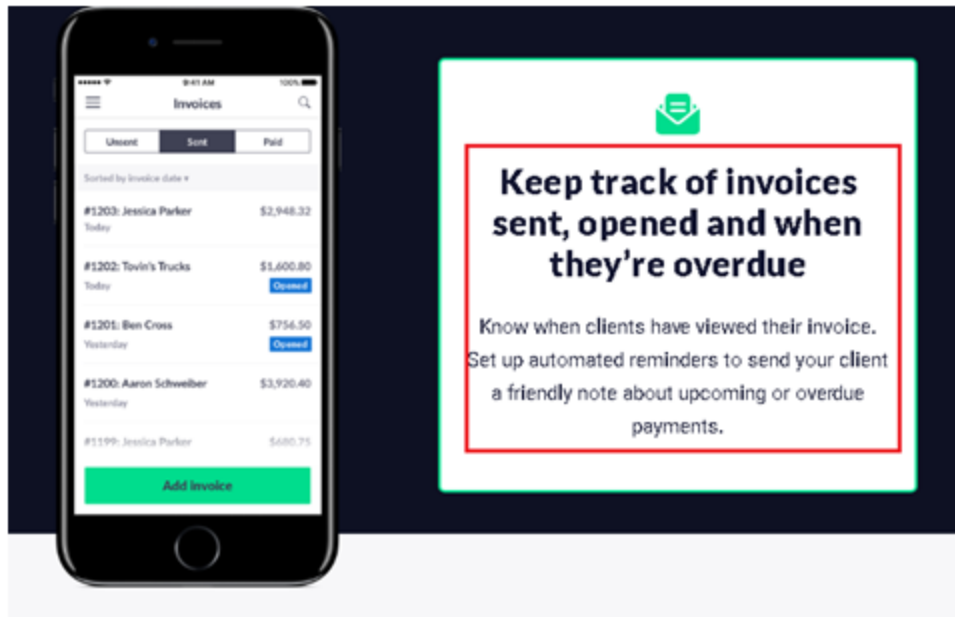 9:41 AM 100%
Invoices
Unsent Sent Paid
Sorted by invoice date ▾
#1203: Jessica Parker $2,948.32
Today
#1202: Tovin's Trucks $1,600.80
Today Opened
#1201: Ben Cross $756.50
Yesterday Opened
#1200: Aaron Schweiber $3,920.40
Yesterday
#1199: Jessica Parker $680.75
Add invoice
Keep track of invoices
sent, opened and when
they're overdue
Know when clients have viewed their invoice.
Set up automated reminders to send your client
a friendly note about upcoming or overdue
payments.